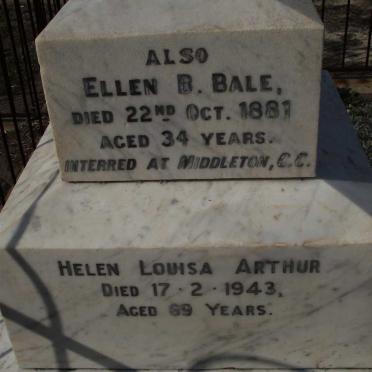 ALSO
ELLEN B. BALE,
DIED 22ND OCT. 1881
AGED 34 YEARS.
INTERRED AT MIDDLETON, C.C.
HELEN LOUISA ARTHUR
DIED 17-2-1943,
AGED 69 YEARS.